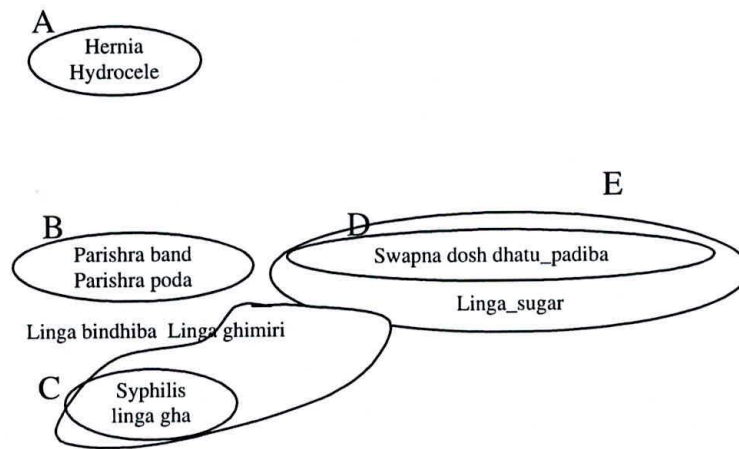 A
Hernia
Hydrocele
E
B
D
Parishra band
Parishra poda
Swapna dosh dhatu_padiba
Linga_sugar
Linga bindhiba Linga ghimiri
C
Syphilis
linga gha